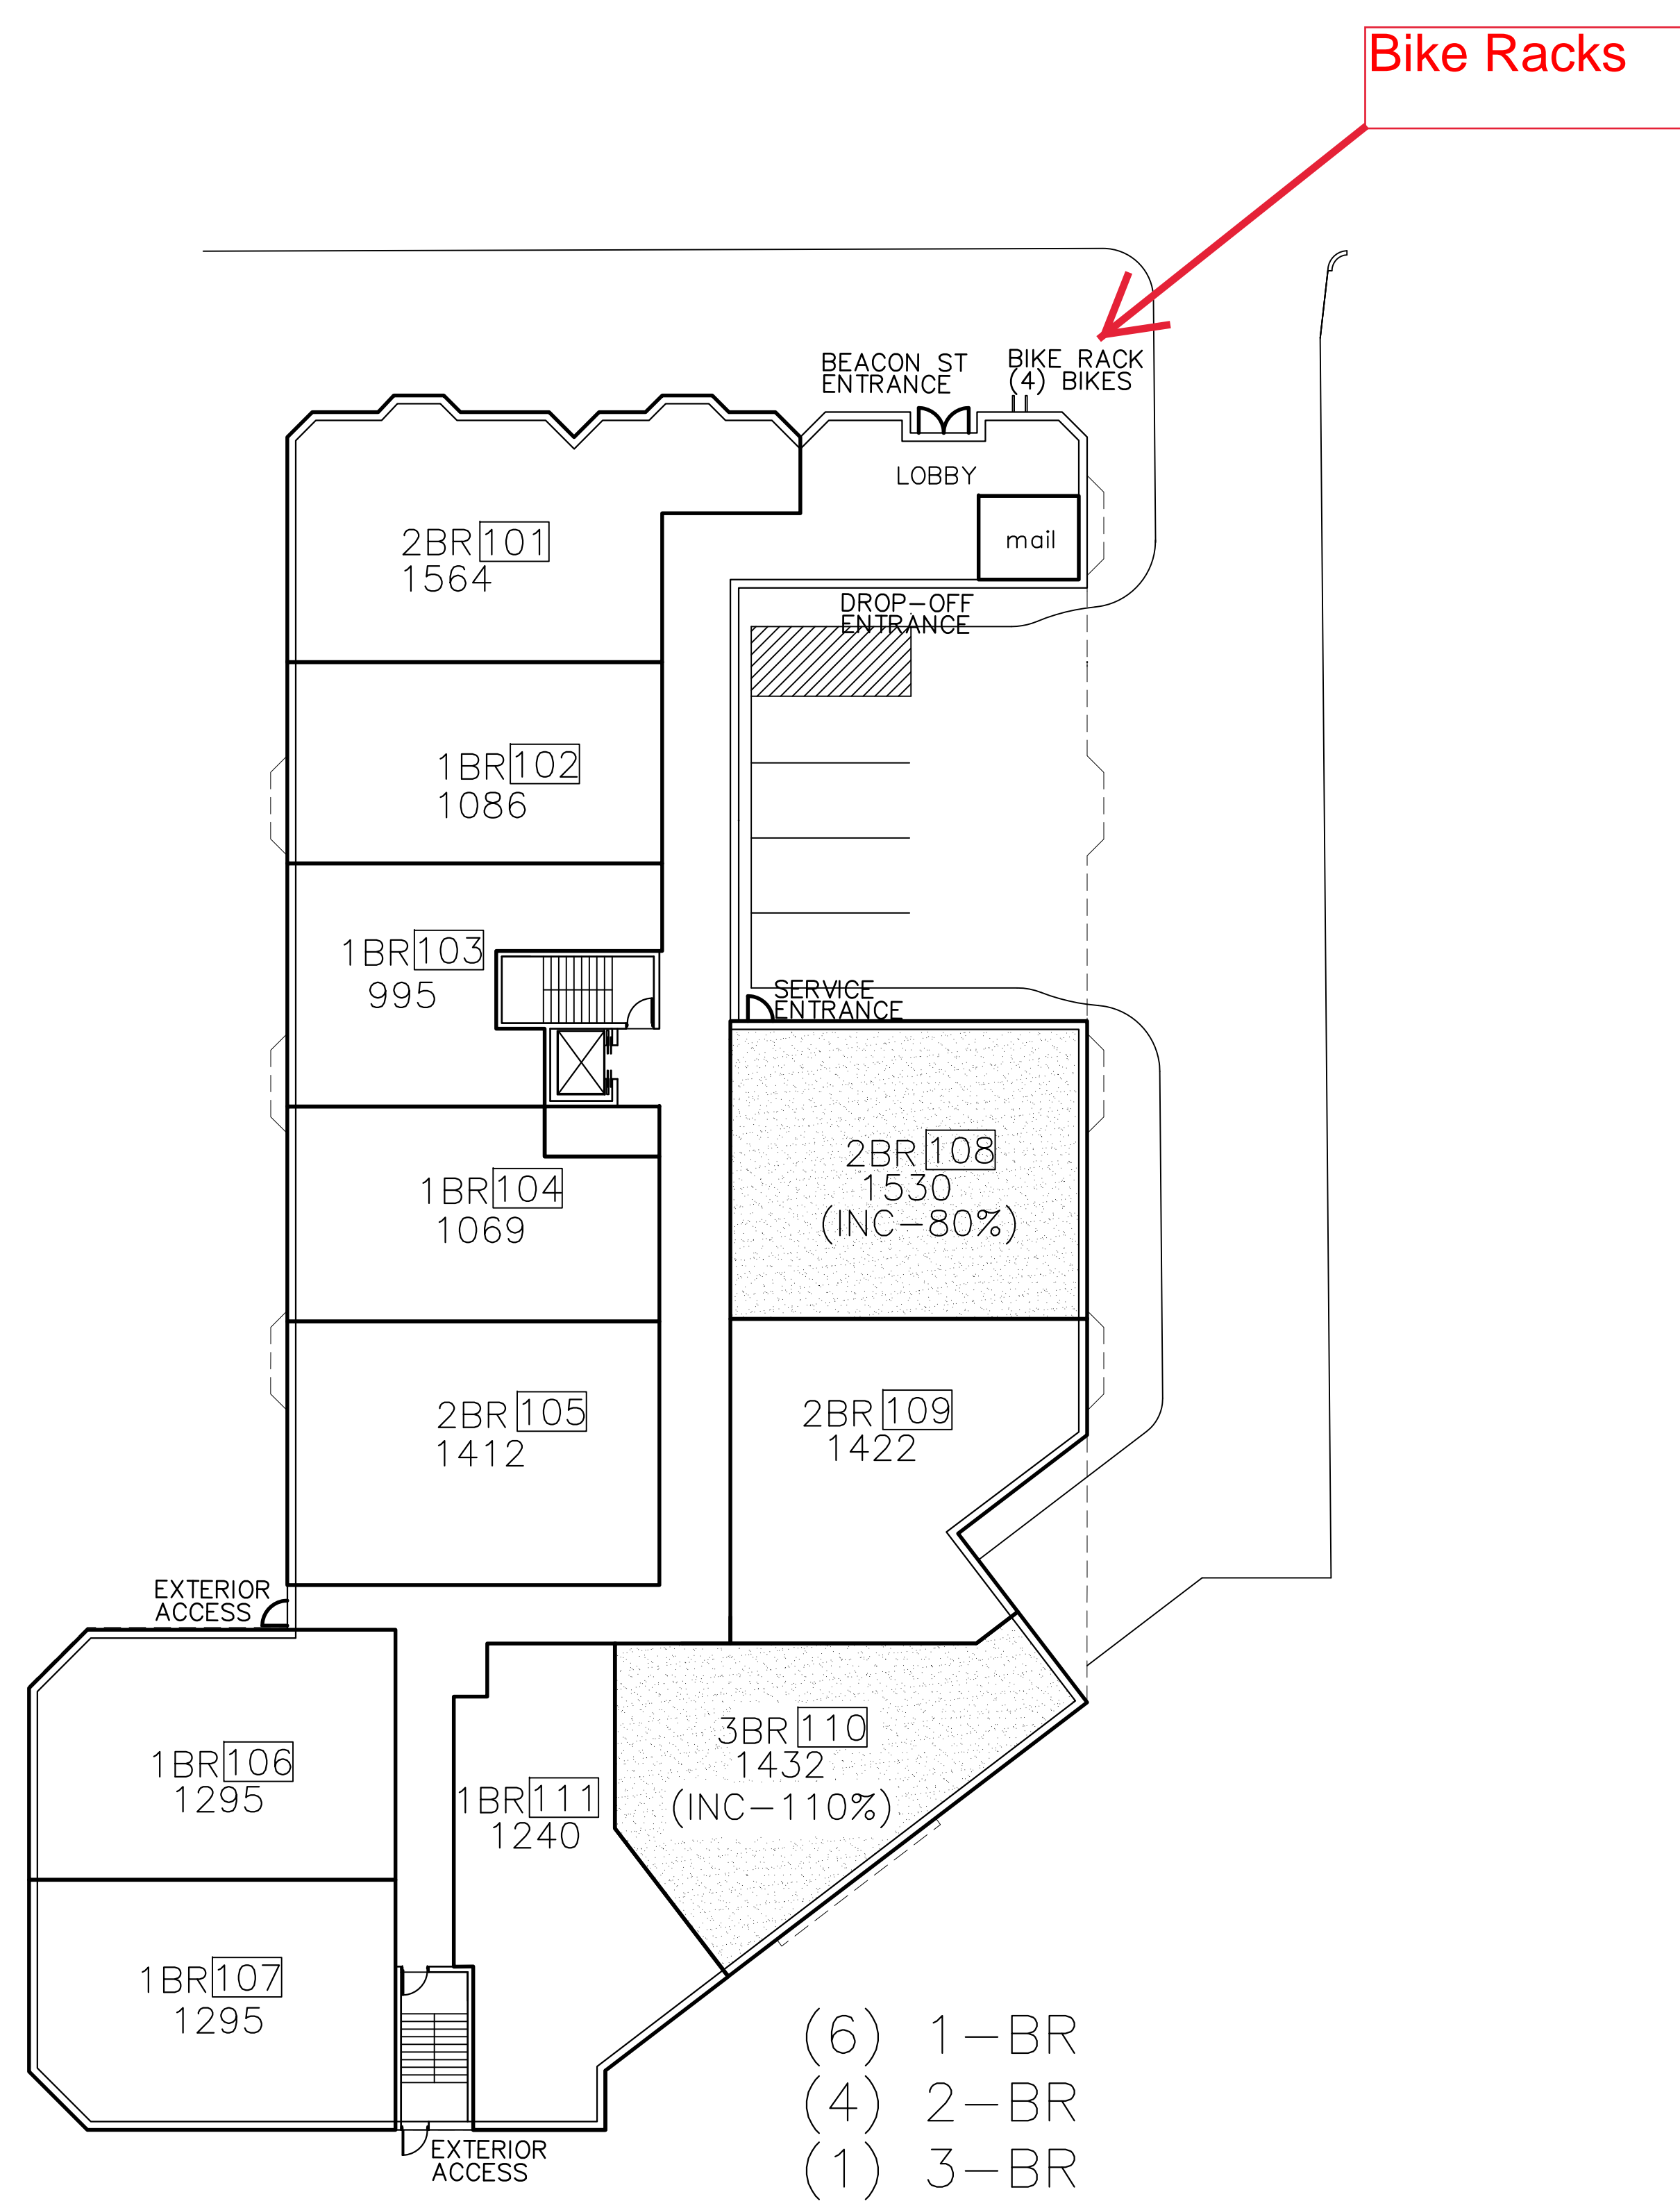 Bike Racks
BEACON ST
ENTRANCE
BIKE RACK
(4) BIKES
LOBBY
mail
2BR 101
1564
DROP-OFF
ENTRANCE
1BR 102
1086
1BR 103
995
SERVICE
ENTRANCE
2BR 108
1530
(INC-80%)
1BR 104
1069
2BR 105
1412
2BR 109
1422
EXTERIOR
ACCESS
3BR 110
1432
(INC-110%)
1BR 106
1295
1BR 111
1240
1BR 107
1295
(6) 1-BR
(4) 2-BR
(1) 3-BR
EXTERIOR
ACCESS